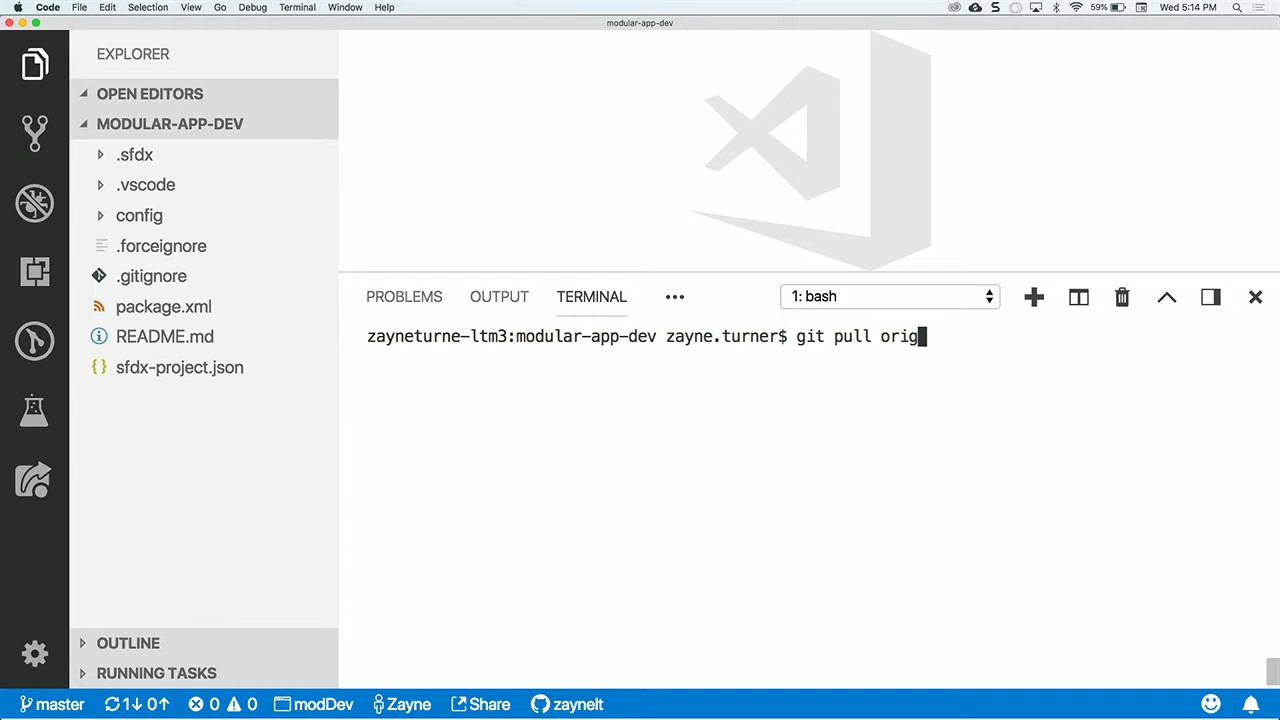 Code File Edit Selection View Go Debug Terminal Window Help 59% Wed 5:14 PM
modular-app-dev
EXPLORER
OPEN EDITORS
MODULAR-APP-DEV
.sfdx
.vscode
config
.forceignore
.gitignore
package.xml
README.md
sfdx-project.json
OUTLINE
RUNNING TASKS
PROBLEMS OUTPUT TERMINAL ••• 1: bash
zayneturne-ltm3:modular-app-dev zayne.turner$ git pull orig
master 1↓ 0↑ 0 0 modDev Zayne Share zaynelt